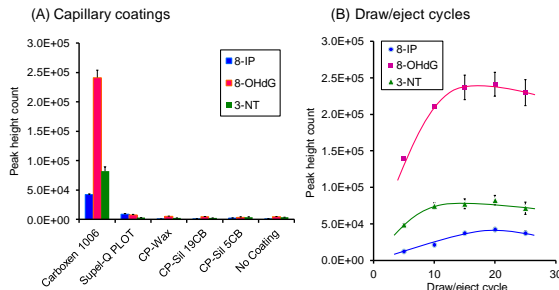 (A) Capillary coatings
3.0E+05
2.5E+05
2.0E+05
1.5E+05
1.0E+05
5.0E+04
0.0E+00
Peak height count
8-IP
8-OHdG
3-NT
Carboxen 1006
Supel-Q PLOT
CP-Wax
CP-Sil 19CB
CP-Sil 5CB
No Coating
(B) Draw/eject cycles
3.0E+05
2.5E+05
2.0E+05
1.5E+05
1.0E+05
5.0E+04
0.0E+00
Peak height count
8-IP
8-OHdG
3-NT
0
10
20
30
Draw/eject cycle